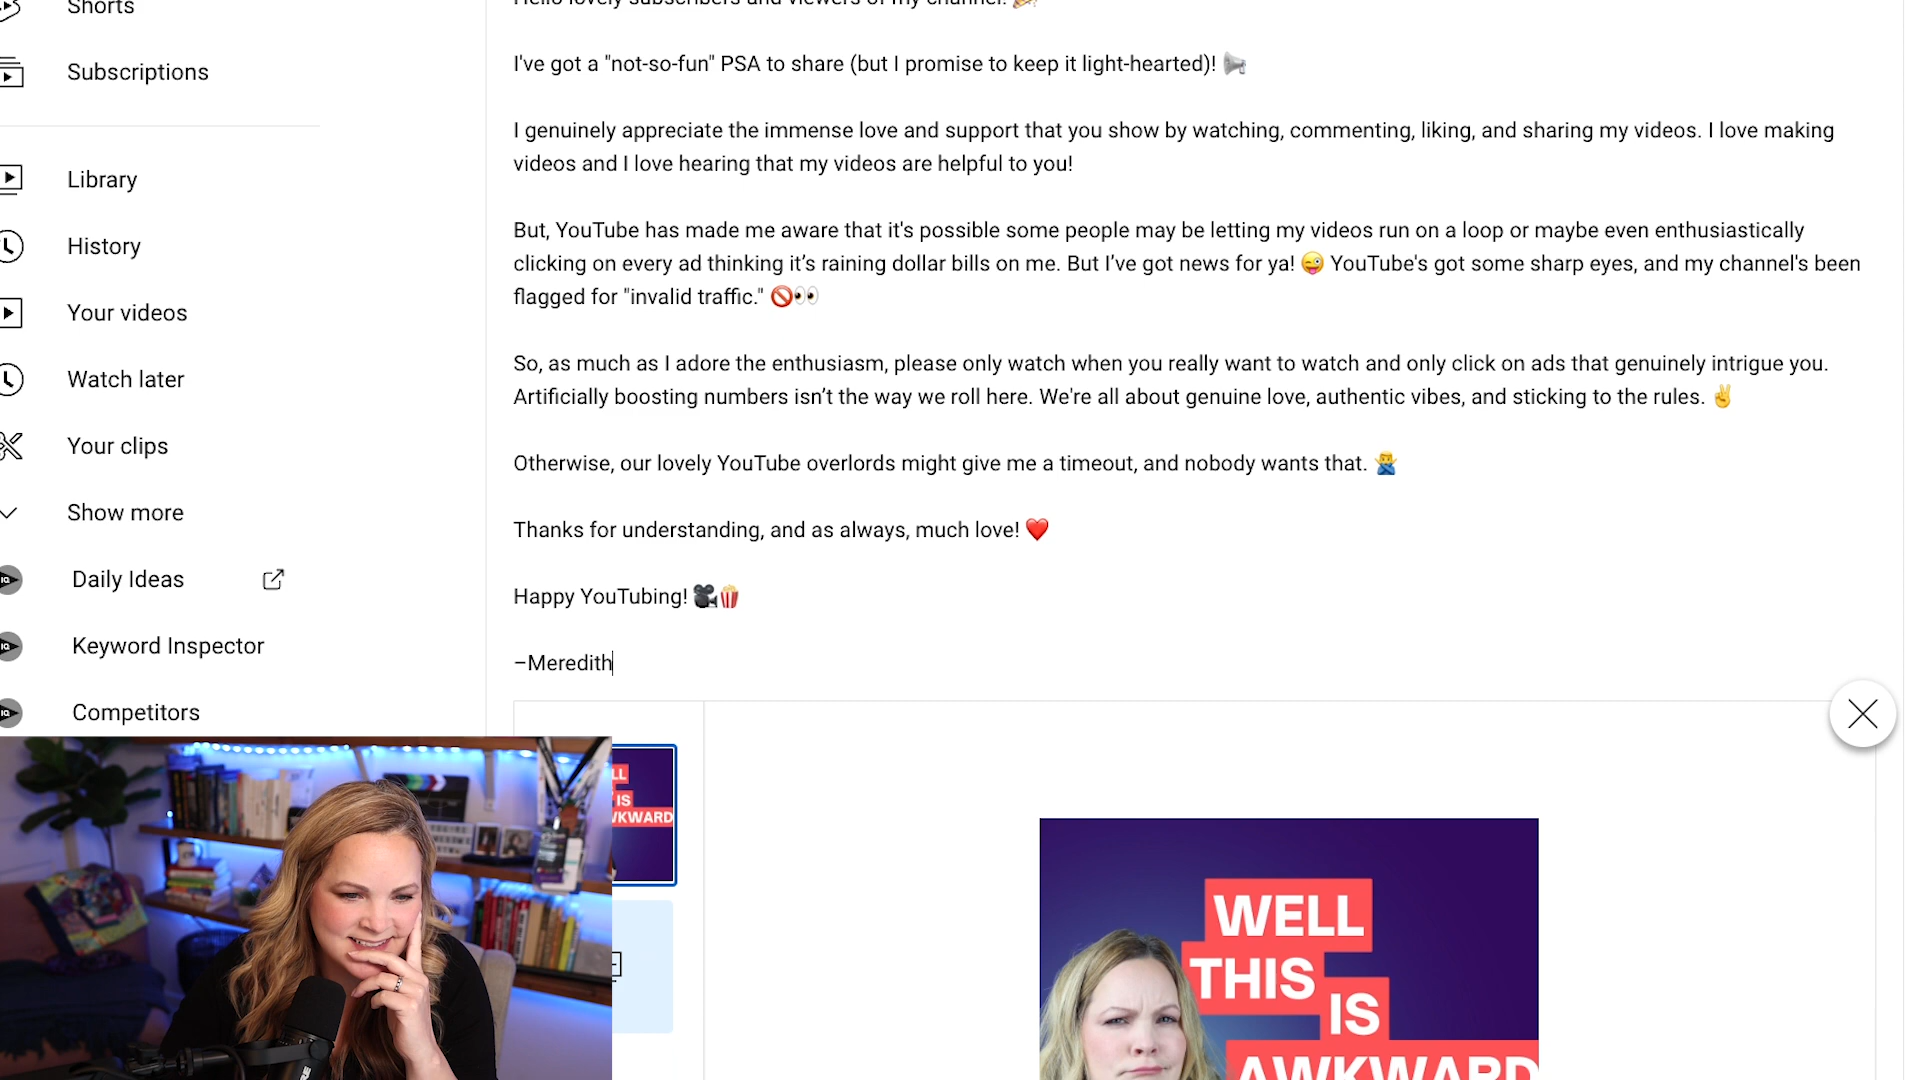 Shorts
Subscriptions
Library
History
Your videos
Watch later
Your clips
Show more
Daily Ideas
Keyword Inspector
Competitors
Hello lovely subscribers and viewers of my channel! 🎉
I've got a "not-so-fun" PSA to share (but I promise to keep it light-hearted)! 📢
I genuinely appreciate the immense love and support that you show by watching, commenting, liking, and sharing my videos. I love making
videos and I love hearing that my videos are helpful to you!
But, YouTube has made me aware that it's possible some people may be letting my videos run on a loop or maybe even enthusiastically
clicking on every ad thinking it’s raining dollar bills on me. But I’ve got news for ya! 😜 YouTube's got some sharp eyes, and my channel's been
flagged for "invalid traffic." 🚫👀
So, as much as I adore the enthusiasm, please only watch when you really want to watch and only click on ads that genuinely intrigue you.
Artificially boosting numbers isn’t the way we roll here. We're all about genuine love, authentic vibes, and sticking to the rules. ✌️
Otherwise, our lovely YouTube overlords might give me a timeout, and nobody wants that. 🙅‍♂️
Thanks for understanding, and as always, much love! ❤️
Happy YouTubing! 🎥🍿
–Meredith
WELL
THIS
IS
AWKWARD